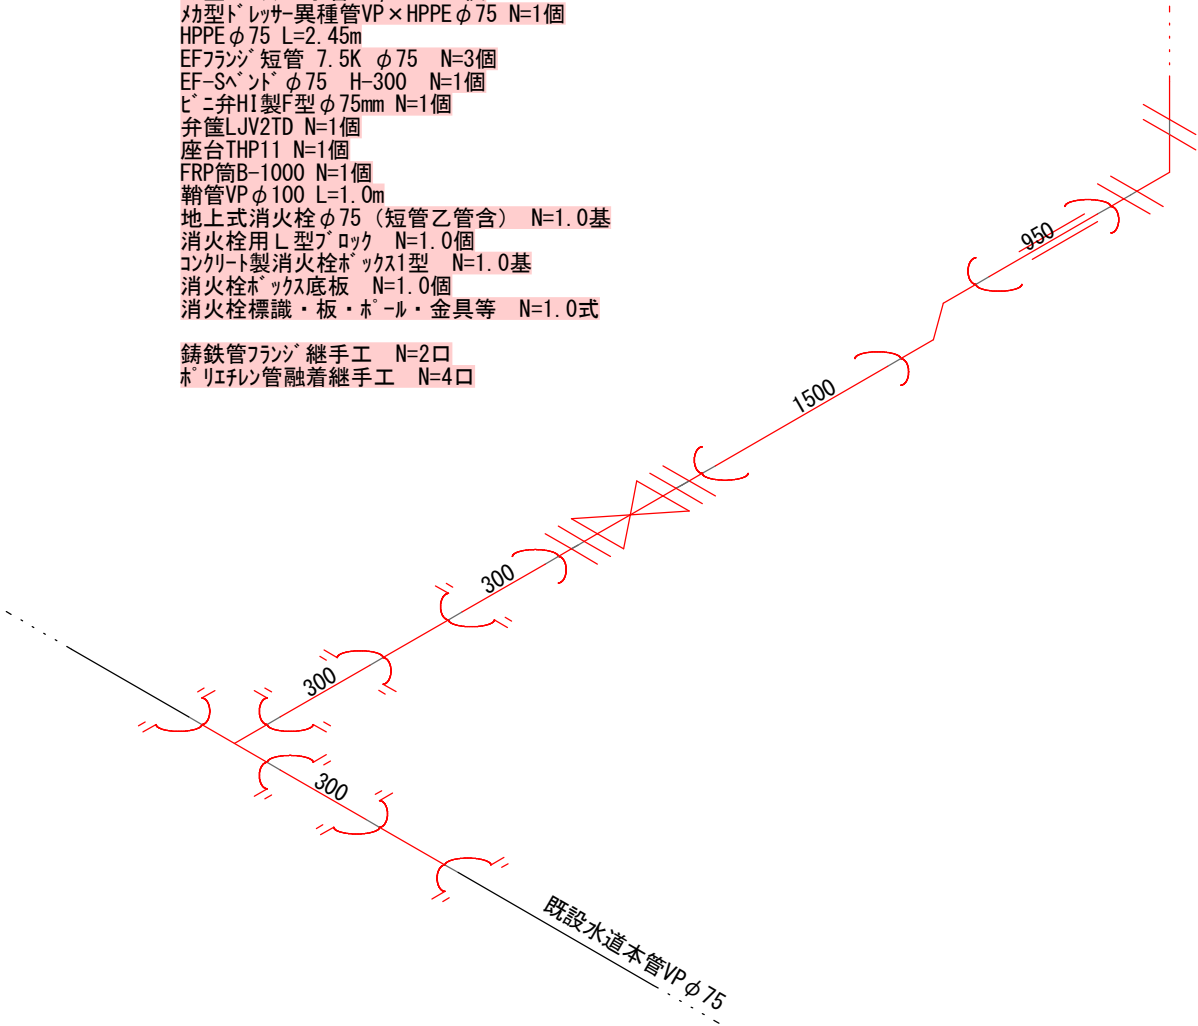 ﾒｶ型ﾄﾞﾚｯｻｰ異種管VP×HPPEφ75 N=1個
HPPEφ75 L=2.45m
EFﾌﾗﾝｼﾞ短管 7.5K φ75 N=3個
EF-Sﾍﾞﾝﾄﾞφ75 H-300 N=1個
ﾋﾞﾆ弁HI製F型φ75mm N=1個
弁筐LJV2TD N=1個
座台THP11 N=1個
FRP筒B-1000 N=1個
鞘管VPφ100 L=1.0m
地上式消火栓φ75（短管乙管含） N=1.0基
消火栓用Ｌ型ﾌﾞﾛｯｸ N=1.0個
ｺﾝｸﾘｰﾄ製消火栓ﾎﾞｯｸｽ1型 N=1.0基
消火栓ﾎﾞｯｸｽ底板 N=1.0個
消火栓標識・板・ﾎﾟｰﾙ・金具等 N=1.0式
鋳鉄管ﾌﾗﾝｼﾞ継手工 N=2口
ﾎﾟﾘｴﾁﾚﾝ管融着継手工 N=4口
950
1500
300
300
300
既設水道本管VPφ75